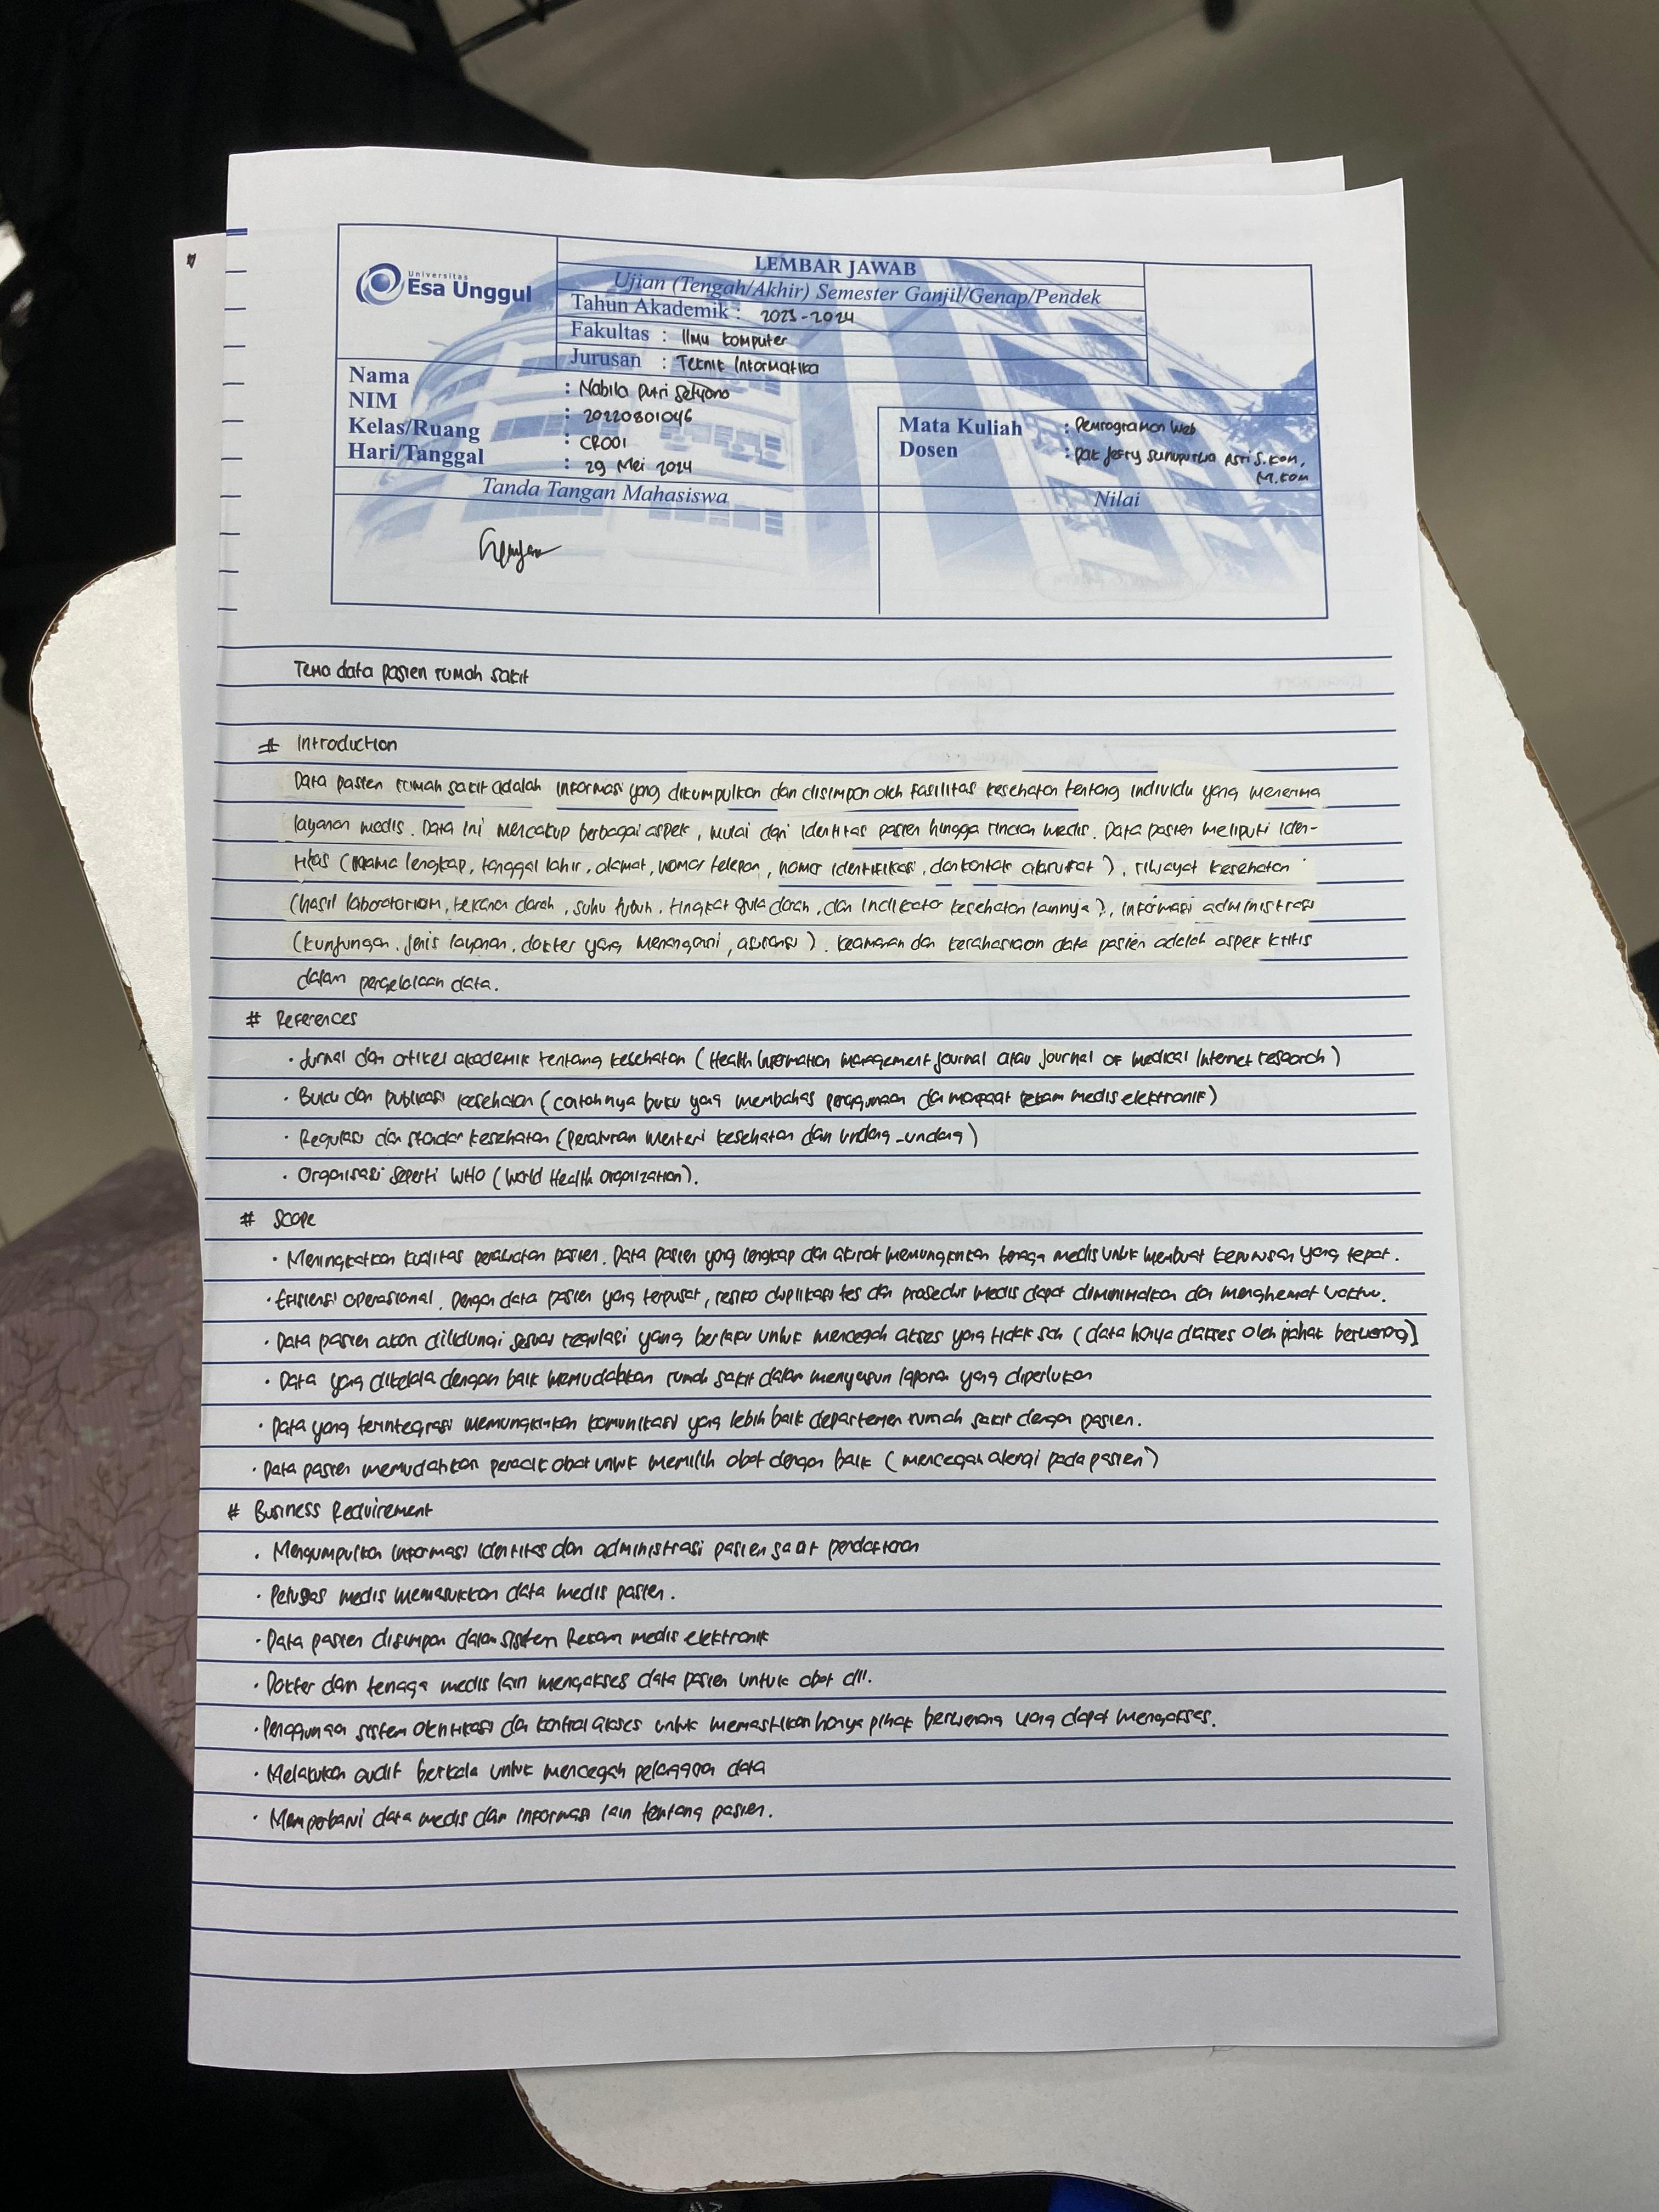 Universitas
Esa Unggul
LEMBAR JAWAB
Ujian (Tengah/Akhir) Semester Ganjil/Genap/Pendek
Tahun Akademik : 2023-2024
Fakultas : Ilmu Komputer
Jurusan : Teknik Informatika
Nama : Nabila Putri Setyono
NIM : 20220801046
Kelas/Ruang : CR001
Hari/Tanggal : 29 Mei 2024
Mata Kuliah : Pemrograman Web
Dosen : Pak Jefry Sunupurwa Asri S.Kom,
M.Kom
Tanda Tangan Mahasiswa
Nilai
Tema data pasien rumah sakit
# Introduction
Data pasien rumah sakit adalah informasi yang dikumpulkan dan disimpan oleh fasilitas kesehatan tentang individu yang menerima
layanan medis. Data ini mencakup berbagai aspek, mulai dari identitas pasien hingga rincian medis. Data pasien meliputi iden-
titas (nama lengkap, tanggal lahir, alamat, nomor telepon, nomor identifikasi, dan kontak darurat), riwayat kesehatan
(hasil laboratorium, tekanan darah, suhu tubuh, tingkat gula darah, dan indikator kesehatan lainnya), informasi administrasi
(kunjungan, jenis layanan, dokter yang menangani, asuransi). Keamanan dan kerahasiaan data pasien adalah aspek kritis
dalam pengelolaan data.
# References
· Jurnal dan artikel akademik tentang kesehatan (Health Information Management Journal atau Journal of Medical Internet research)
· Buku dan publikasi kesehatan (contohnya buku yang membahas penggunaan dan manfaat rekam medis elektronik)
· Regulasi dan standar kesehatan (Peraturan Menteri Kesehatan dan undang-undang)
· Organisasi seperti WHO (World Health Organization).
# Scope
· Meningkatkan kualitas perawatan pasien. Data pasien yang lengkap dan akurat memungkinkan tenaga medis untuk membuat keputusan yang tepat.
· Efisiensi operasional. Dengan data pasien yang terpusat, resiko duplikasi tes dan prosedur medis dapat diminimalkan dan menghemat waktu.
· Data pasien akan dilindungi sesuai regulasi yang berlaku untuk mencegah akses yang tidak sah (data hanya diakses oleh pihak berwenang)
· Data yang dikelola dengan baik memudahkan rumah sakit dalam menyusun laporan yang diperlukan
· Data yang terintegrasi memungkinkan komunikasi yang lebih baik departemen rumah sakit dengan pasien.
· Data pasien memudahkan peracik obat untuk memilih obat dengan baik (mencegah alergi pada pasien)
# Business Requirement
· Mengumpulkan informasi identitas dan administrasi pasien saat pendaftaran
· Petugas medis memasukkan data medis pasien.
· Data pasien disimpan dalam sistem Rekam medis elektronik
· Dokter dan tenaga medis lain mengakses data pasien untuk obat dll.
· Penggunaan sistem otentikasi dan kontrol akses untuk memastikan hanya pihak berwenang yang dapat mengakses.
· Melakukan audit berkala untuk mencegah pelanggaran data
· Memperbarui data medis dan informasi lain tentang pasien.